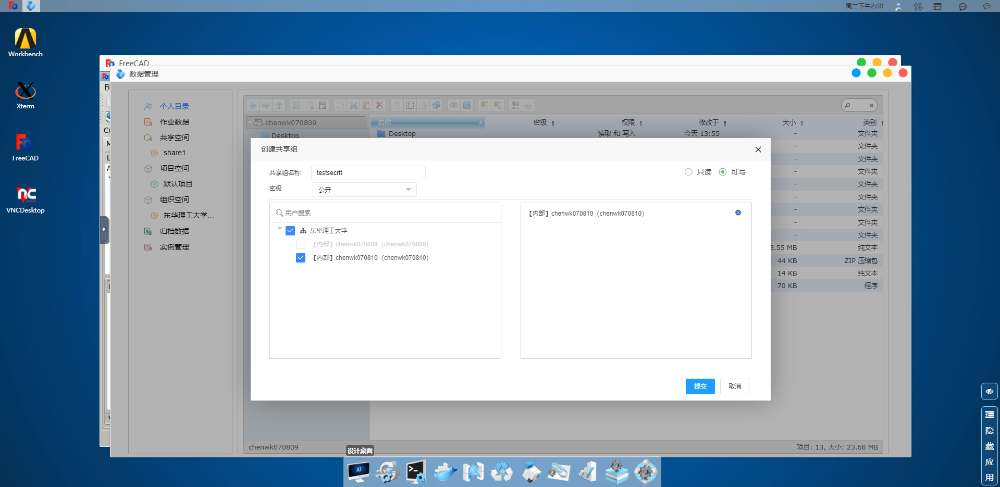 周二下午2:00
Workbench
Xterm
FreeCAD
VNCDesktop
FreeCAD
数据管理
个人目录
作业数据
共享空间
share1
项目空间
默认项目
组织空间
东华理工大学...
归档数据
实例管理
chenwk070809
Desktop
名称
密级
权限
修改于
大小
类别
Desktop
读取 和 写入
今天 13:55
-
文件夹
-
文件夹
-
文件夹
-
文件夹
-
文件夹
-
文件夹
-
文件夹
-
文件夹
-
文件夹
3.55 MB
纯文本
44 KB
ZIP 压缩包
14 KB
纯文本
70 KB
程序
创建共享组
共享组名称
testsecrtt
只读
可写
密级
公开
用户搜索
东华理工大学
【内部】chenwk070809（chenwk070809）
【内部】chenwk070810（chenwk070810）
【内部】chenwk070810（chenwk070810）
提交
取消
chenwk070809
项目: 13, 大小: 23.68 MB
设计桌面
Ai
隐
藏
应
用